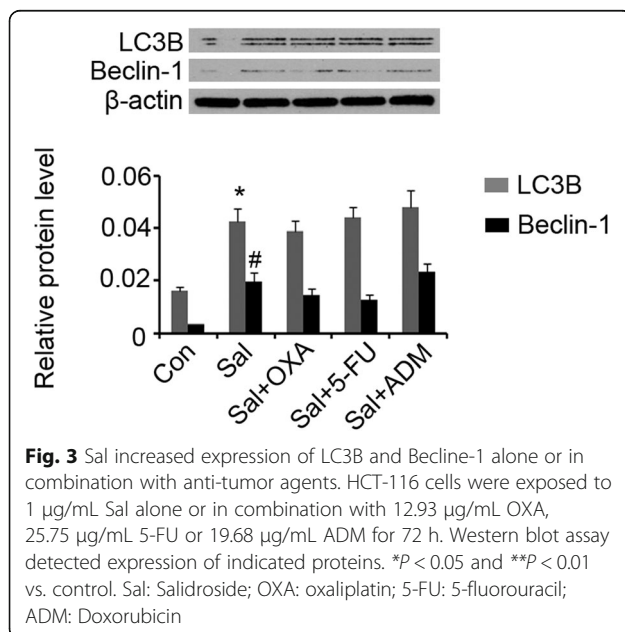 LC3B
Beclin-1
β-actin
Relative protein level
0.06
0.04
0.02
0
*
#
LC3B
Beclin-1
Con
Sal
Sal+OXA
Sal+5-FU
Sal+ADM
Fig. 3 Sal increased expression of LC3B and Becline-1 alone or in
combination with anti-tumor agents. HCT-116 cells were exposed to
1 μg/mL Sal alone or in combination with 12.93 μg/mL OXA,
25.75 μg/mL 5-FU or 19.68 μg/mL ADM for 72 h. Western blot assay
detected expression of indicated proteins. *P < 0.05 and **P < 0.01
vs. control. Sal: Salidroside; OXA: oxaliplatin; 5-FU: 5-fluorouracil;
ADM: Doxorubicin